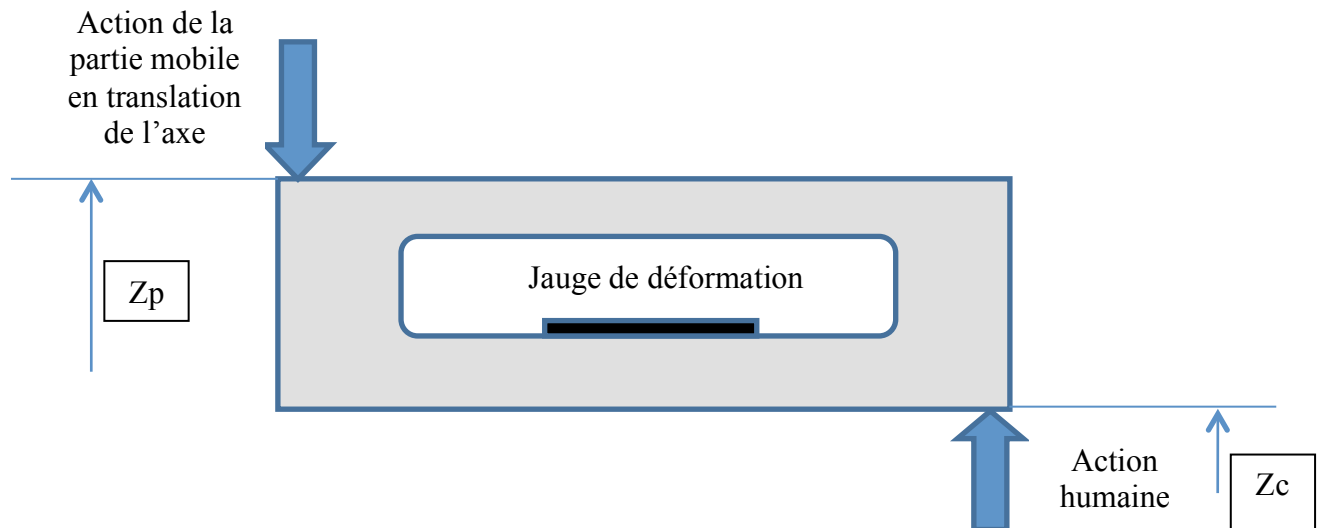 Action de la
partie mobile
en translation
de l’axe
Zp
Jauge de déformation
Action
humaine
Zc